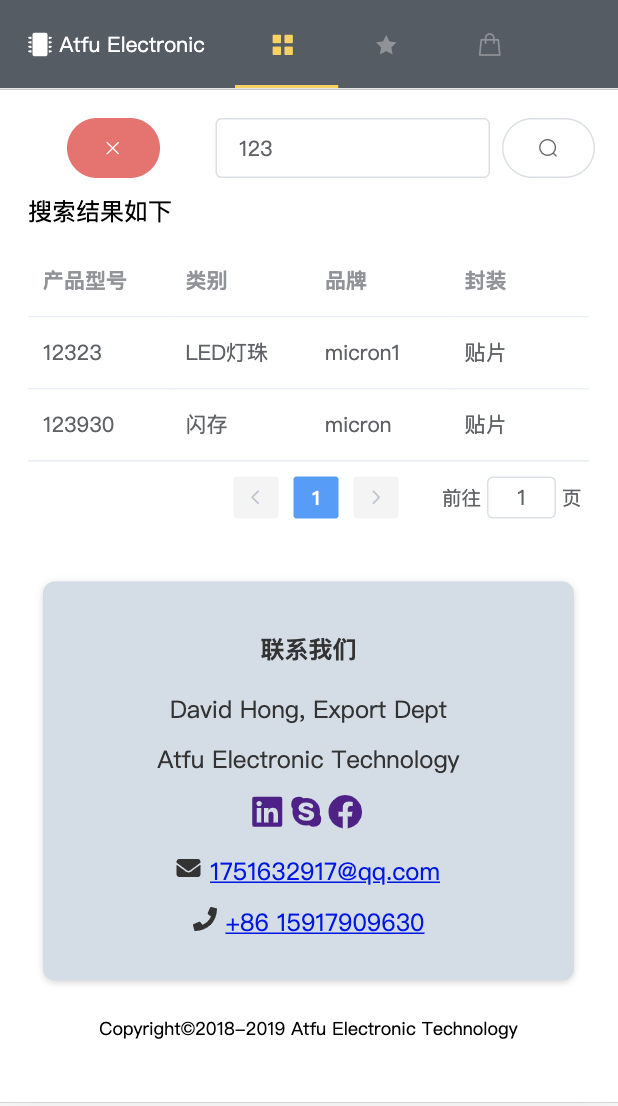 Atfu Electronic
123
搜索结果如下
产品型号 类别 品牌 封装
12323 LED灯珠 micron1 贴片
123930 闪存 micron 贴片
1 前往 1 页
联系我们
David Hong, Export Dept
Atfu Electronic Technology
1751632917@qq.com
+86 15917909630
Copyright©2018-2019 Atfu Electronic Technology